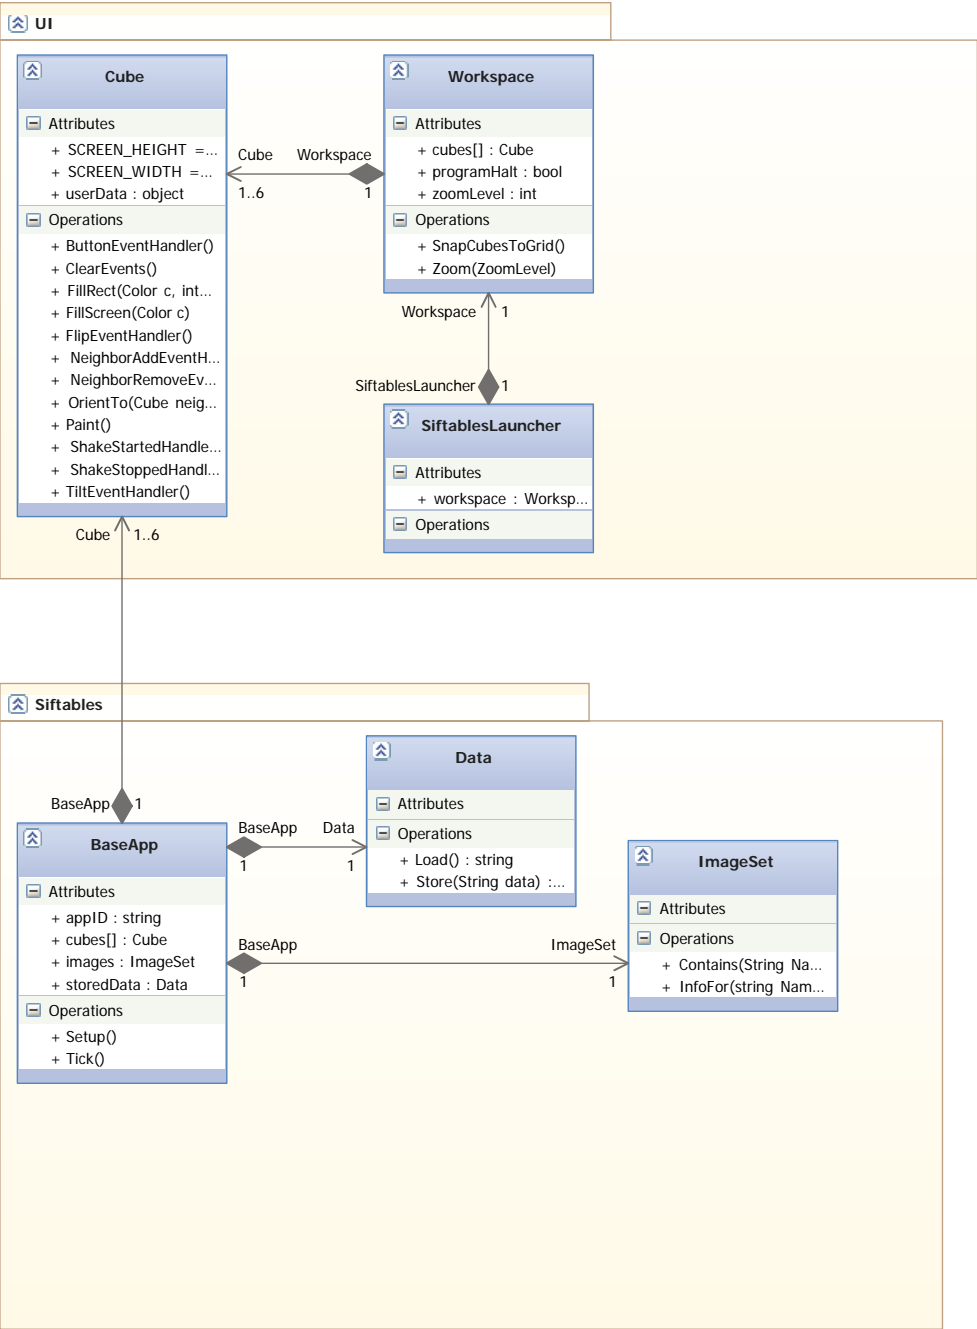 UI
Cube
Attributes
+ SCREEN_HEIGHT =...
+ SCREEN_WIDTH =...
+ userData : object
Operations
+ ButtonEventHandler()
+ ClearEvents()
+ FillRect(Color c, int...
+ FillScreen(Color c)
+ FlipEventHandler()
+ NeighborAddEventH...
+ NeighborRemoveEv...
+ OrientTo(Cube neig...
+ Paint()
+ ShakeStartedHandle...
+ ShakeStoppedHandl...
+ TiltEventHandler()
Cube Workspace
1..6 1
Workspace
Attributes
+ cubes[] : Cube
+ programHalt : bool
+ zoomLevel : int
Operations
+ SnapCubesToGrid()
+ Zoom(ZoomLevel)
Workspace 1
SiftablesLauncher 1
SiftablesLauncher
Attributes
+ workspace : Worksp...
Operations
Cube 1..6
Siftables
BaseApp 1
BaseApp
Attributes
+ appID : string
+ cubes[] : Cube
+ images : ImageSet
+ storedData : Data
Operations
+ Setup()
+ Tick()
BaseApp Data
1 1
Data
Attributes
Operations
+ Load() : string
+ Store(String data) :...
BaseApp ImageSet
1 1
ImageSet
Attributes
Operations
+ Contains(String Na...
+ InfoFor(string Nam...